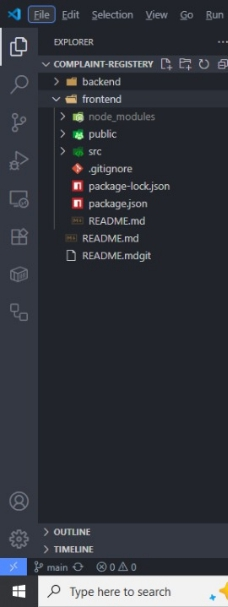 File Edit Selection View Go Run
EXPLORER
COMPLAINT-REGISTERY
backend
frontend
node_modules
public
src
.gitignore
package-lock.json
package.json
README.md
README.md
README.mdgit
OUTLINE
TIMELINE
main 0 0
Type here to search